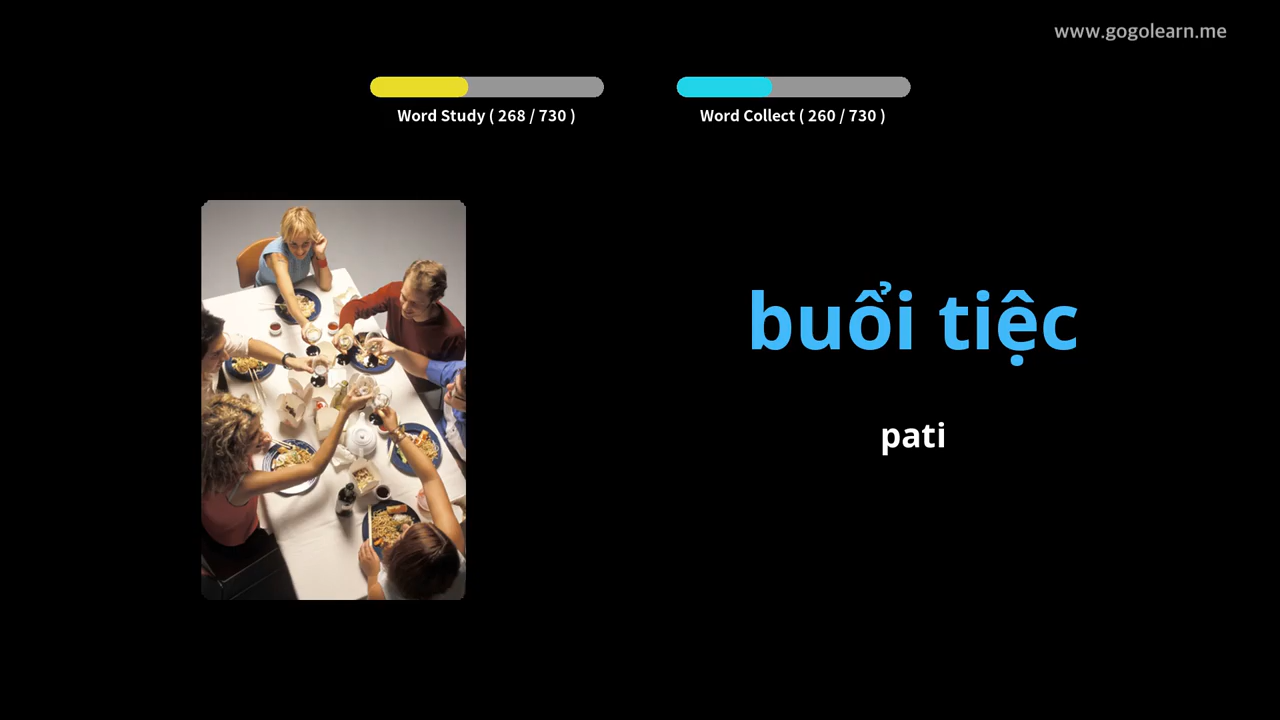 www.gogolearn.me
Word Study ( 268 / 730 )
Word Collect ( 260 / 730 )
buổi tiệc
pati